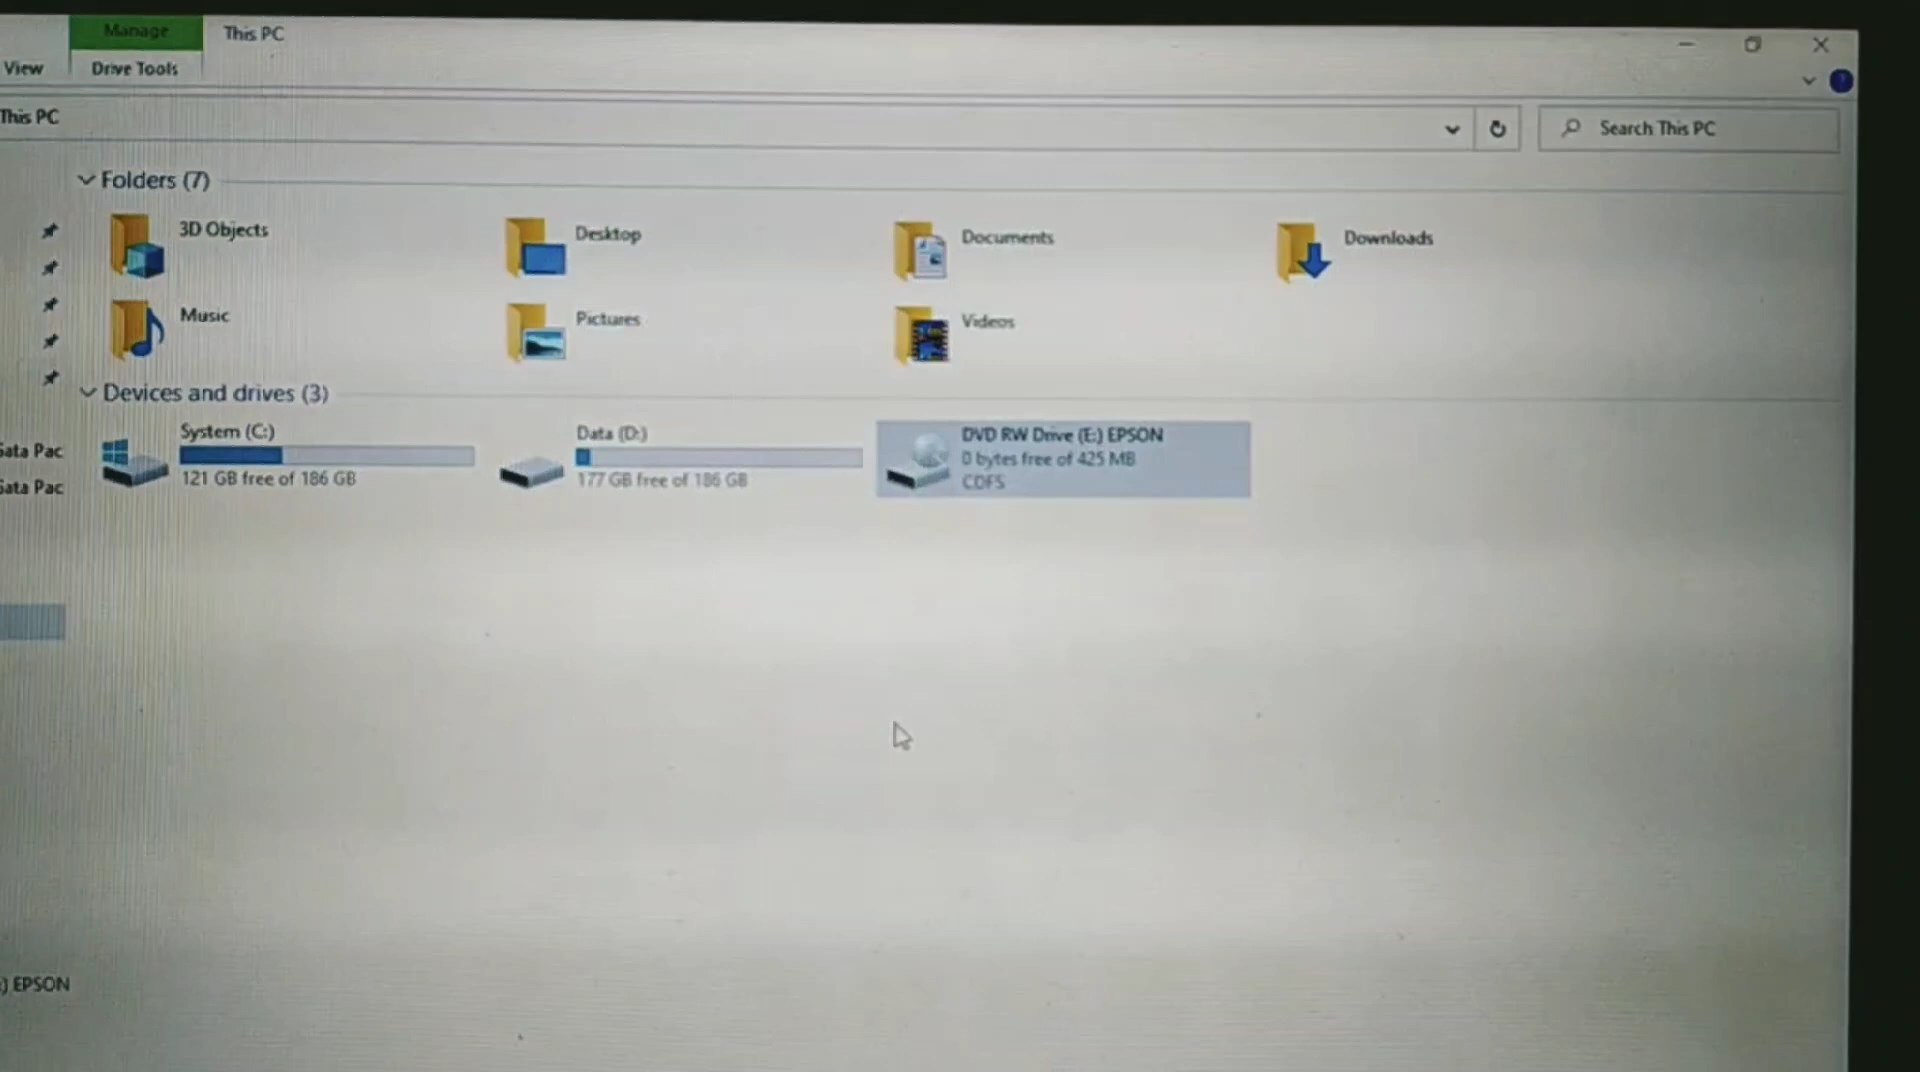 Manage
This PC
View
Drive Tools
This PC
Search This PC
Folders (7)
3D Objects
Desktop
Documents
Downloads
Music
Pictures
Videos
Devices and drives (3)
System (C:)
121 GB free of 186 GB
Data (D:)
177 GB free of 186 GB
DVD RW Drive (E:) EPSON
0 bytes free of 425 MB
CDFS
Sata Pac
Sata Pac
:) EPSON